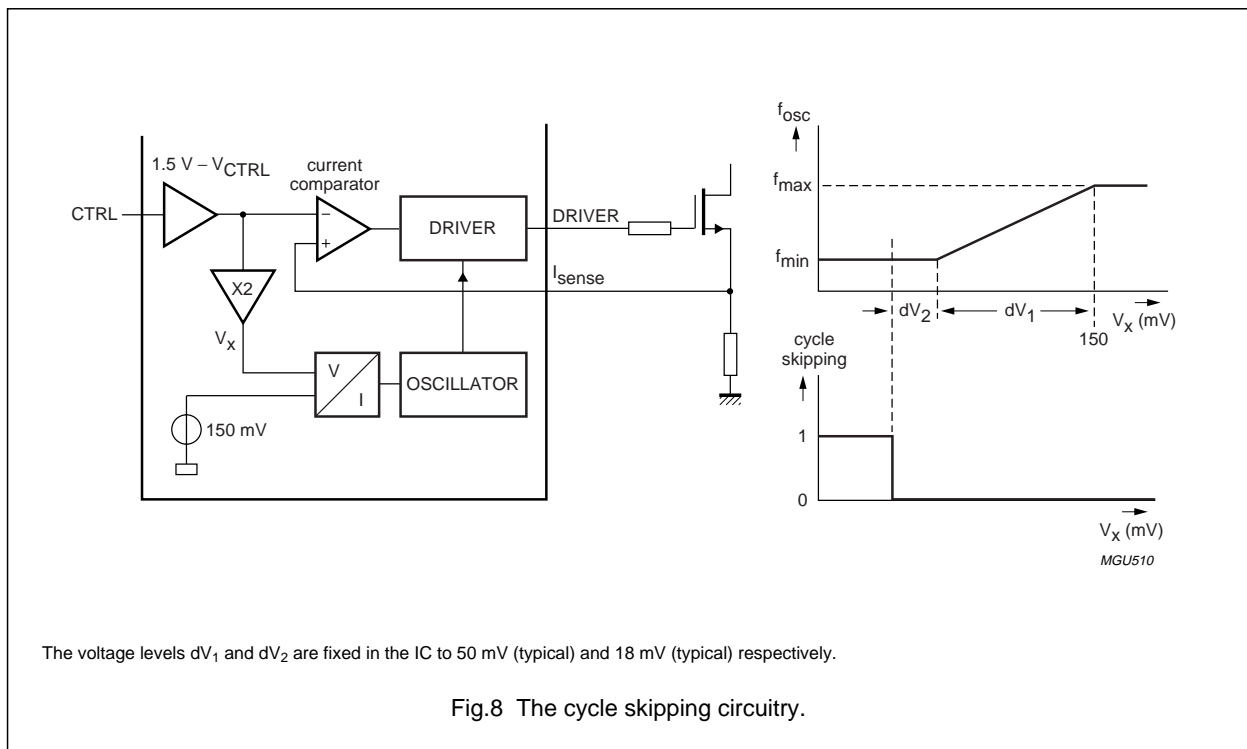 1.5 V – VCTRL
current
comparator
CTRL
–
+
DRIVER
DRIVER
Isense
X2
Vx
V
I
OSCILLATOR
150 mV
fosc
fmax
fmin
dV2
dV1
Vx (mV)
150
cycle
skipping
1
0
Vx (mV)
MGU510
The voltage levels dV1 and dV2 are fixed in the IC to 50 mV (typical) and 18 mV (typical) respectively.
Fig.8 The cycle skipping circuitry.